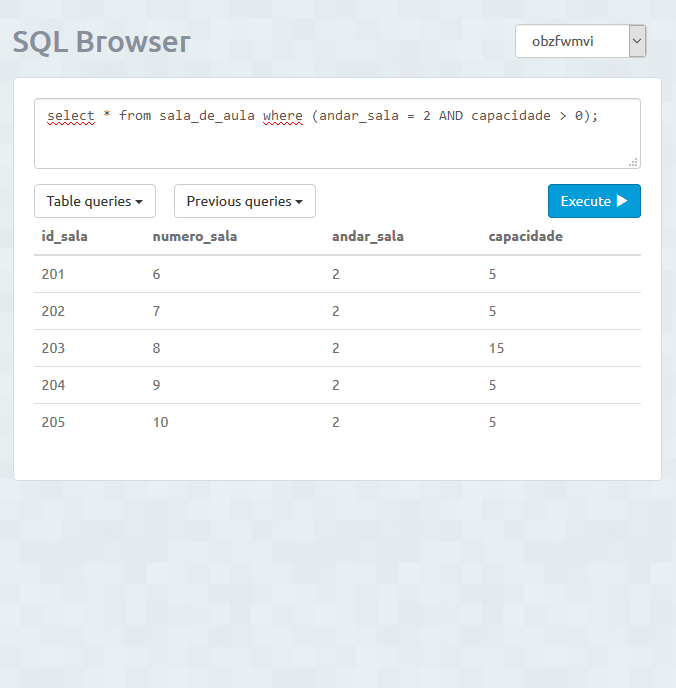 SQL Browser
obzfwmvi
select * from sala_de_aula where (andar_sala = 2 AND capacidade > 0);
Table queries Previous queries Execute
id_sala numero_sala andar_sala capacidade
201 6 2 5
202 7 2 5
203 8 2 15
204 9 2 5
205 10 2 5